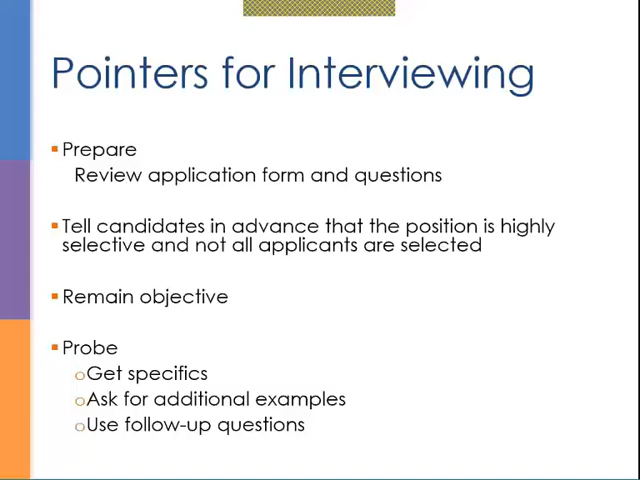 Pointers for Interviewing
▪ Prepare
Review application form and questions
▪ Tell candidates in advance that the position is highly
selective and not all applicants are selected
▪ Remain objective
▪ Probe
o Get specifics
o Ask for additional examples
o Use follow-up questions